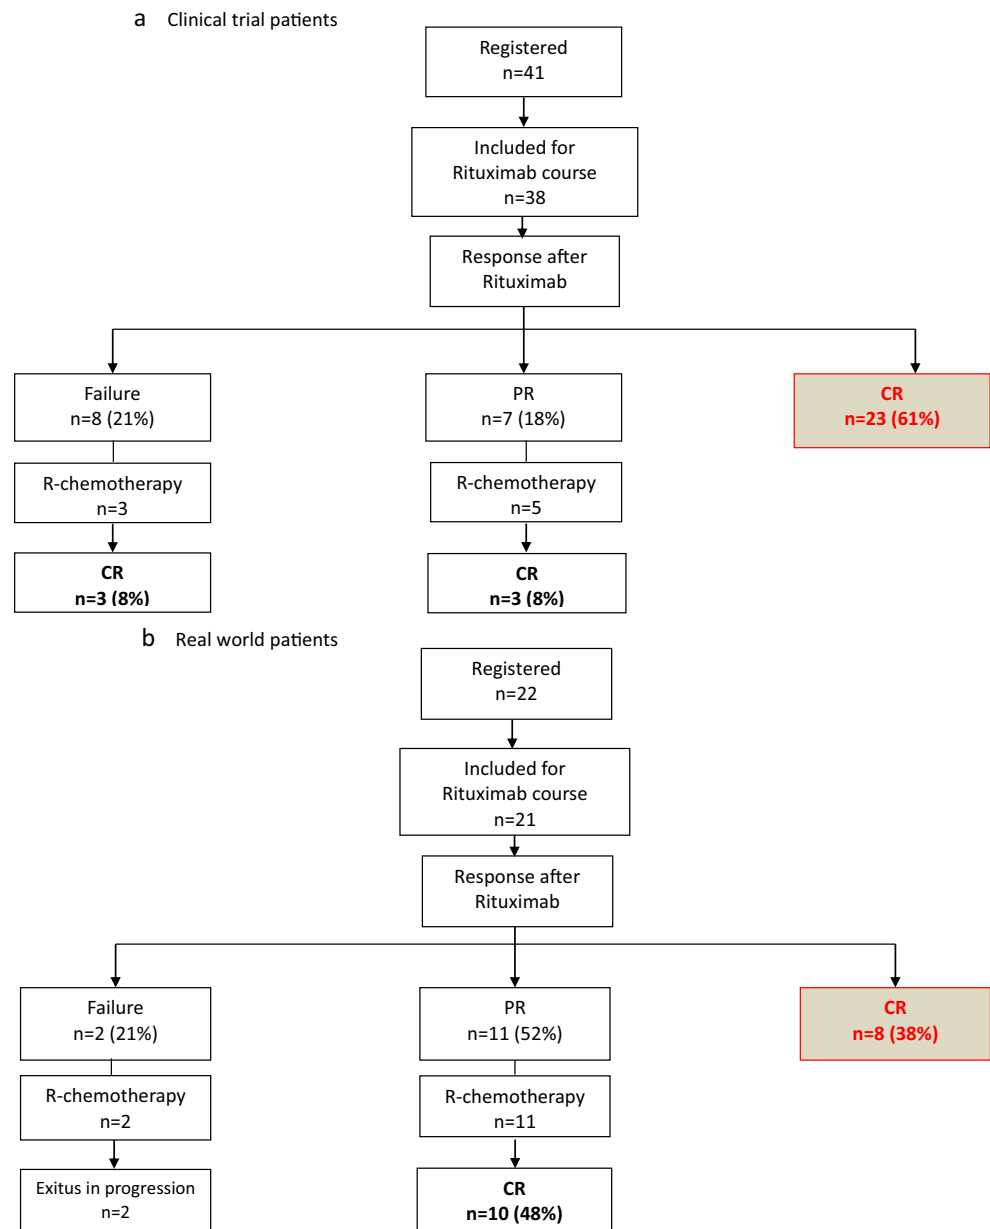 a Clinical trial patients
Registered
n=41
Included for
Rituximab course
n=38
Response after
Rituximab
Failure
n=8 (21%)
PR
n=7 (18%)
CR
n=23 (61%)
R-chemotherapy
n=3
R-chemotherapy
n=5
CR
n=3 (8%)
CR
n=3 (8%)
b Real world patients
Registered
n=22
Included for
Rituximab course
n=21
Response after
Rituximab
Failure
n=2 (21%)
PR
n=11 (52%)
CR
n=8 (38%)
R-chemotherapy
n=2
R-chemotherapy
n=11
Exitus in progression
n=2
CR
n=10 (48%)